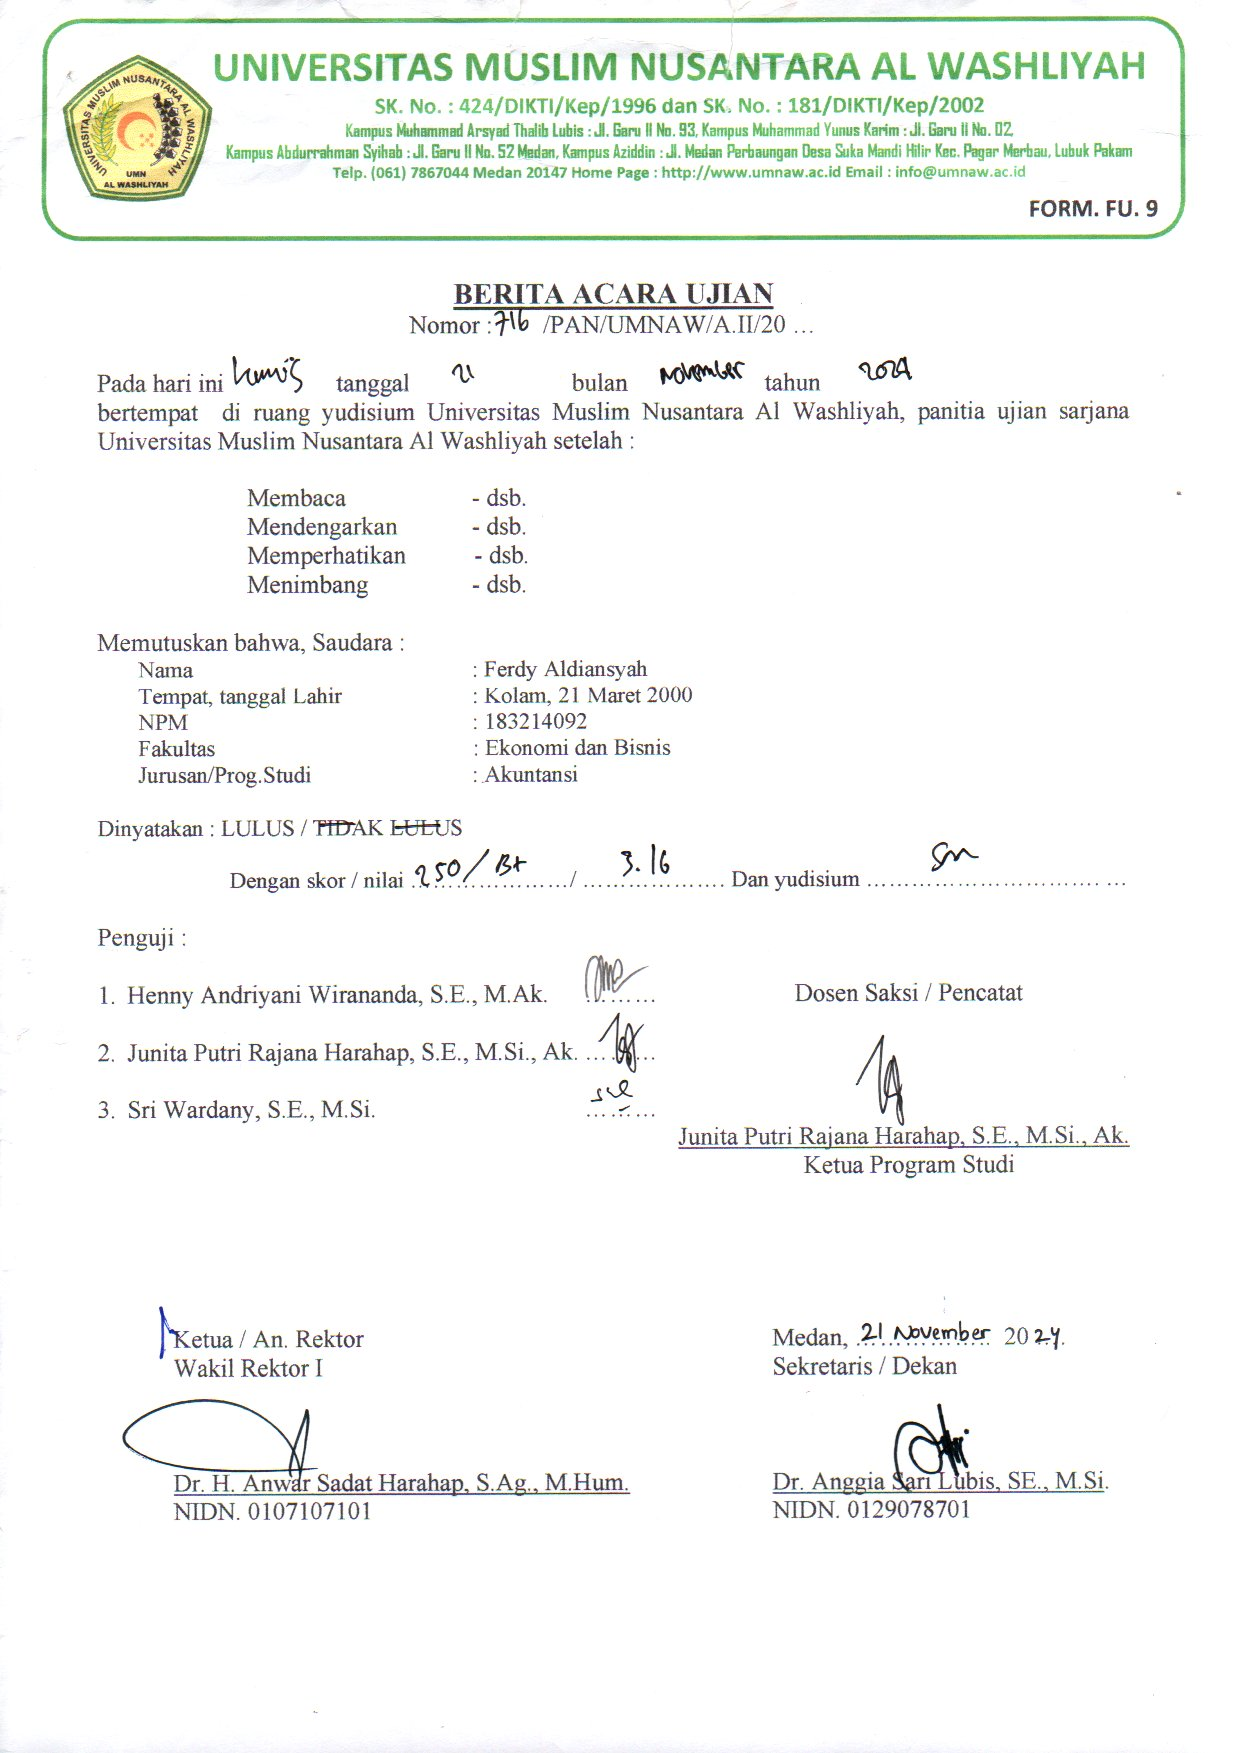 UNIVERSITAS MUSLIM NUSANTARA AL WASHLIYAH
UMN
AL WASHLIYAH
UNIVERSITAS MUSLIM NUSANTARA AL WASHLIYAH
SK. No. : 424/DIKTI/Kep/1996 dan SK. No. : 181/DIKTI/Kep/2002
Kampus Muhammad Arsyad Thalib Lubis : Jl. Garu II No. 93, Kampus Muhammad Yunus Karim : Jl. Garu II No. 02,
Kampus Abdurrahman Syihab : Jl. Garu II No. 52 Medan, Kampus Aziddin : Jl. Medan Perbaungan Desa Suka Mandi Hilir Kec. Pagar Merbau, Lubuk Pakam
Telp. (061) 7867044 Medan 20147 Home Page : http://www.umnaw.ac.id Email : info@umnaw.ac.id
FORM. FU. 9
BERITA ACARA UJIAN
Nomor : 716 /PAN/UMNAW/A.II/20 ...
Pada hari ini kamis tanggal 21 bulan November tahun 2024
bertempat di ruang yudisium Universitas Muslim Nusantara Al Washliyah, panitia ujian sarjana
Universitas Muslim Nusantara Al Washliyah setelah :
Membaca - dsb.
Mendengarkan - dsb.
Memperhatikan - dsb.
Menimbang - dsb.
Memutuskan bahwa, Saudara :
Nama : Ferdy Aldiansyah
Tempat, tanggal Lahir : Kolam, 21 Maret 2000
NPM : 183214092
Fakultas : Ekonomi dan Bisnis
Jurusan/Prog.Studi : Akuntansi
Dinyatakan : LULUS / TIDAK LULUS
Dengan skor / nilai 250 / B+ / 3.16 Dan yudisium SM
Penguji :
1. Henny Andriyani Wirananda, S.E., M.Ak. .........
Dosen Saksi / Pencatat
2. Junita Putri Rajana Harahap, S.E., M.Si., Ak. .........
3. Sri Wardany, S.E., M.Si. .........
Junita Putri Rajana Harahap, S.E., M.Si., Ak.
Ketua Program Studi
Ketua / An. Rektor
Wakil Rektor I
Medan, 21 November 2024.
Sekretaris / Dekan
Dr. H. Anwar Sadat Harahap, S.Ag., M.Hum.
NIDN. 0107107101
Dr. Anggia Sari Lubis, SE., M.Si.
NIDN. 0129078701